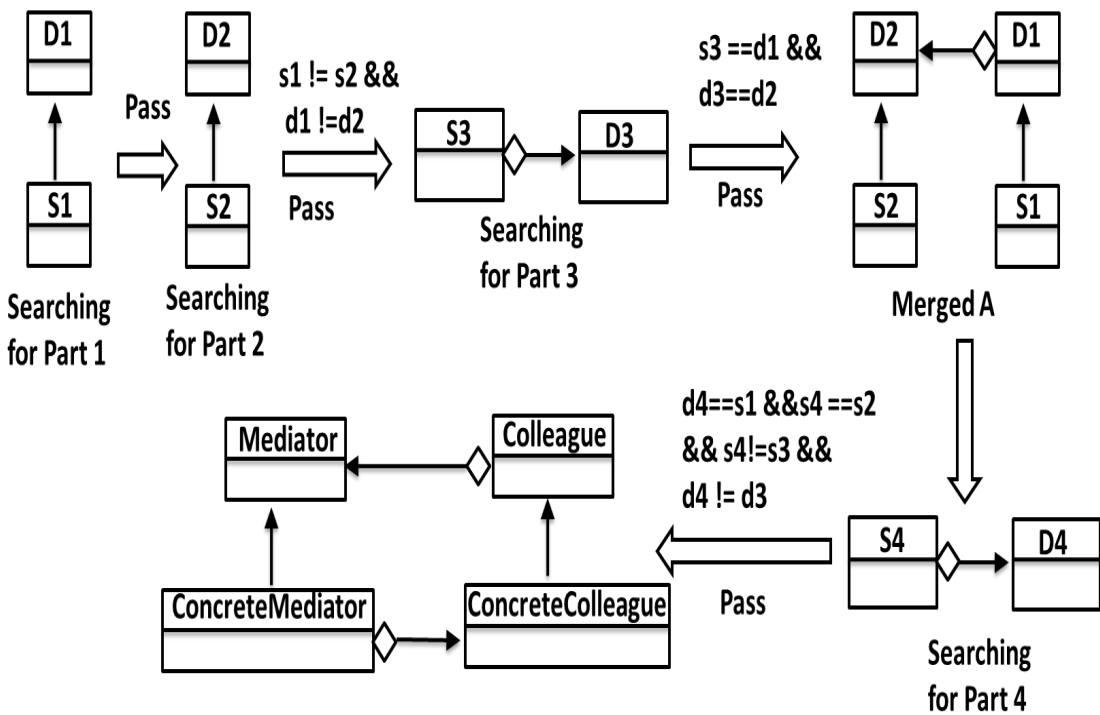 D1
S1
Searching
for Part 1
Pass
D2
S2
Searching
for Part 2
s1 != s2 &&
d1 !=d2
Pass
S3
D3
Searching
for Part 3
s3 ==d1 &&
d3==d2
Pass
D2
D1
S2
S1
Merged A
d4==s1 &&s4 ==s2
&& s4!=s3 &&
d4 != d3
Pass
S4
D4
Searching
for Part 4
Mediator
Colleague
ConcreteMediator
ConcreteColleague